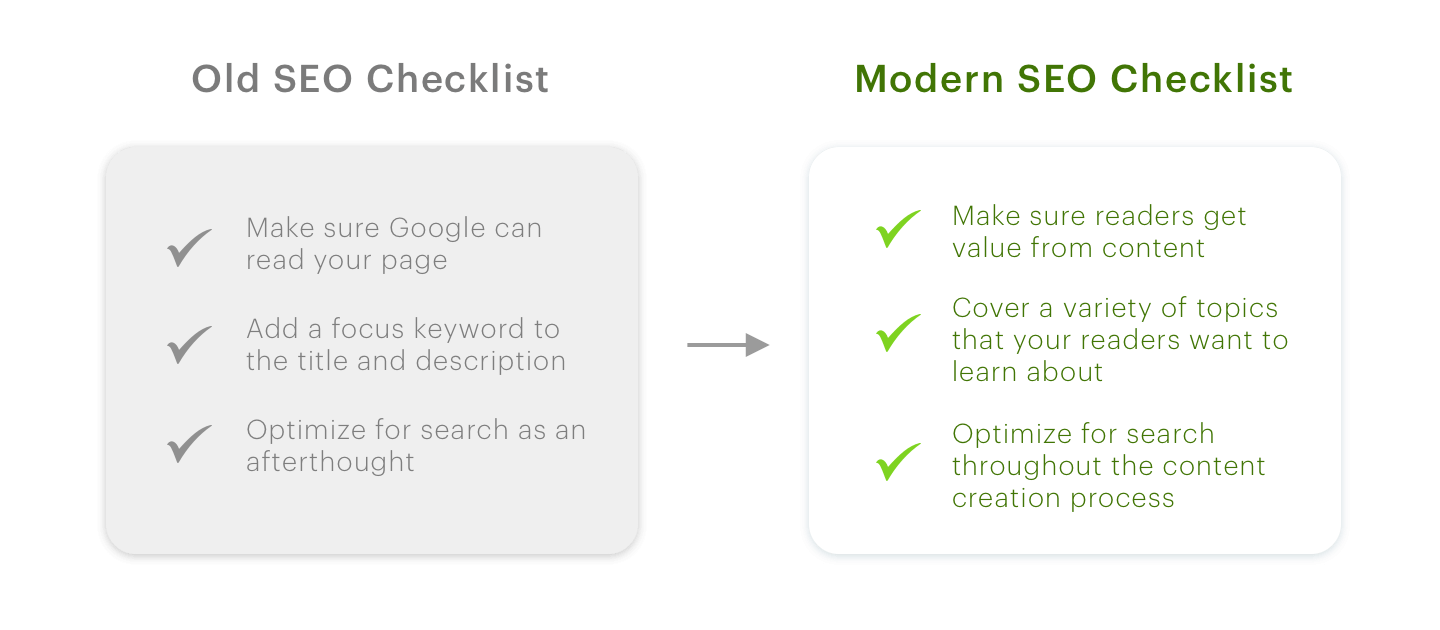 Old SEO Checklist
Make sure Google can
read your page
Add a focus keyword to
the title and description
Optimize for search as an
afterthought
Modern SEO Checklist
Make sure readers get
value from content
Cover a variety of topics
that your readers want to
learn about
Optimize for search
throughout the content
creation process